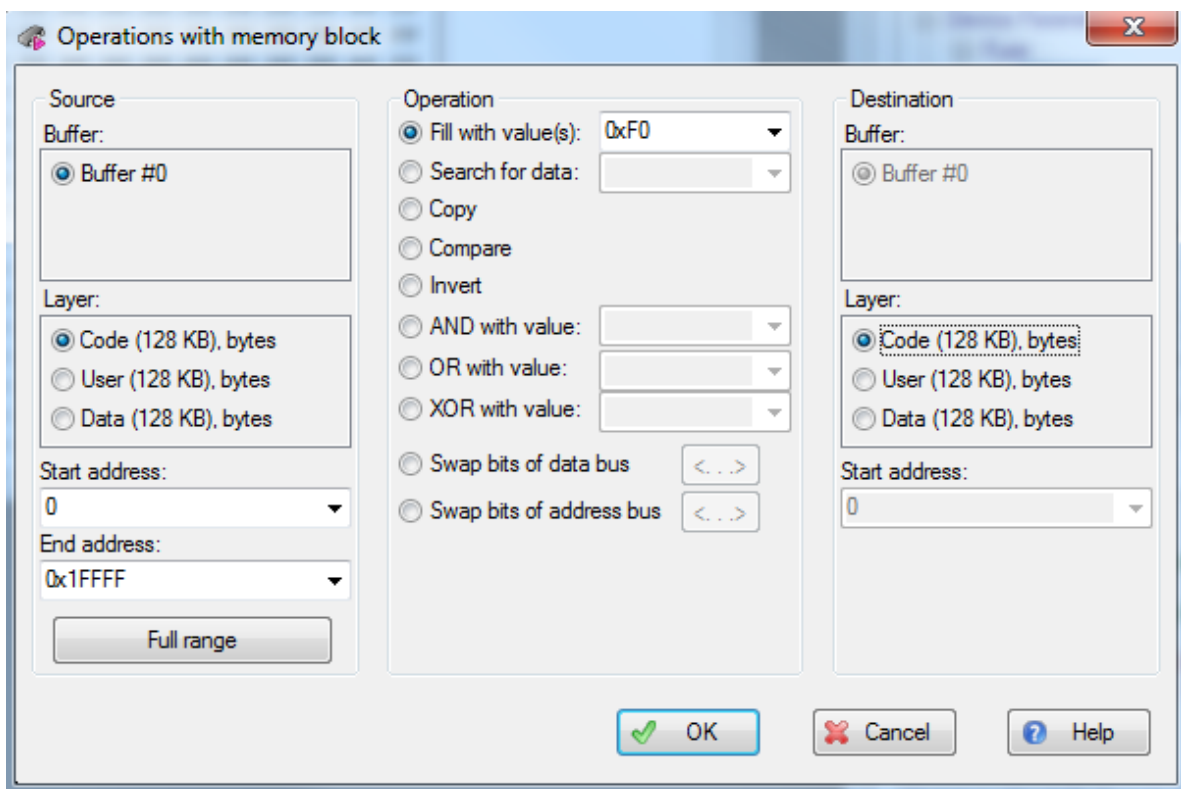 Operations with memory block
Source
Buffer:
Buffer #0
Layer:
Code (128 KB), bytes
User (128 KB), bytes
Data (128 KB), bytes
Start address:
0
End address:
0x1FFFF
Full range
Operation
Fill with value(s): 0xF0
Search for data:
Copy
Compare
Invert
AND with value:
OR with value:
XOR with value:
Swap bits of data bus <...>
Swap bits of address bus <...>
Destination
Buffer:
Buffer #0
Layer:
Code (128 KB), bytes
User (128 KB), bytes
Data (128 KB), bytes
Start address:
0
OK Cancel Help